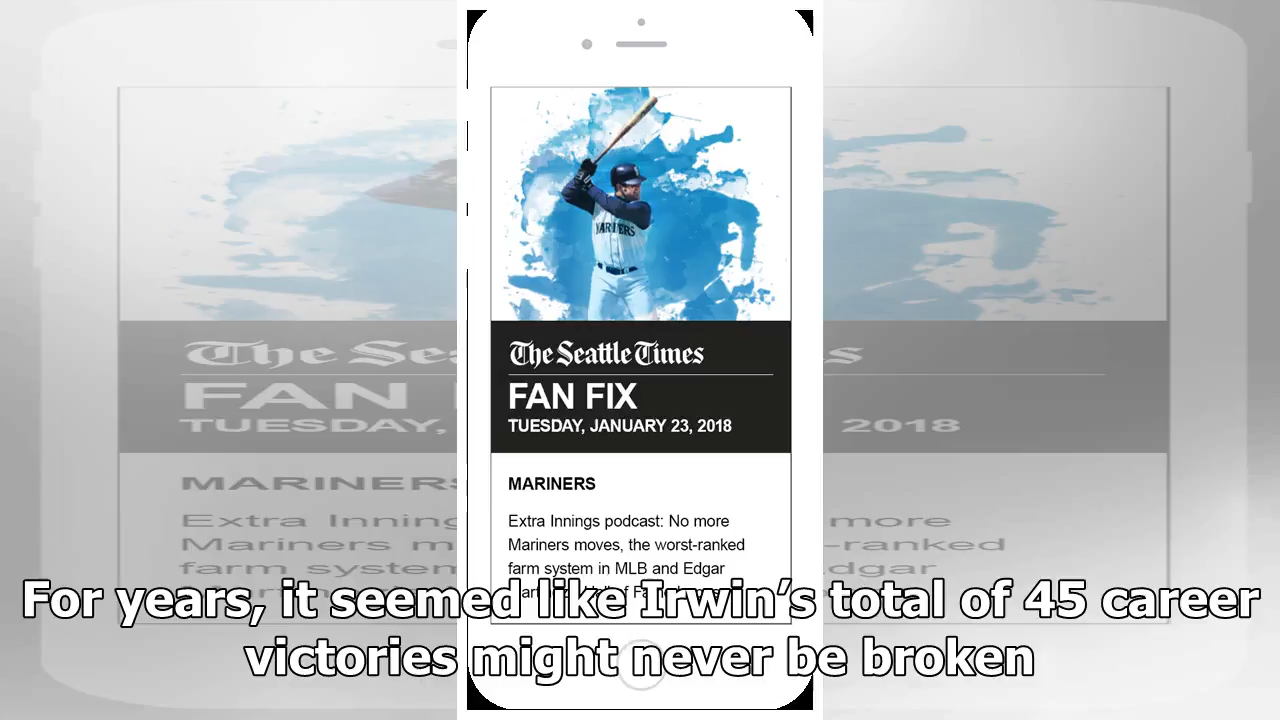 MARINERS
The Seattle Times
FAN FIX
TUESDAY, JANUARY 23, 2018
MARINERS
Extra Innings podcast: No more
Mariners moves, the worst-ranked
farm system in MLB and Edgar
For years, it seemed like Irwin’s total of 45 career
victories might never be broken